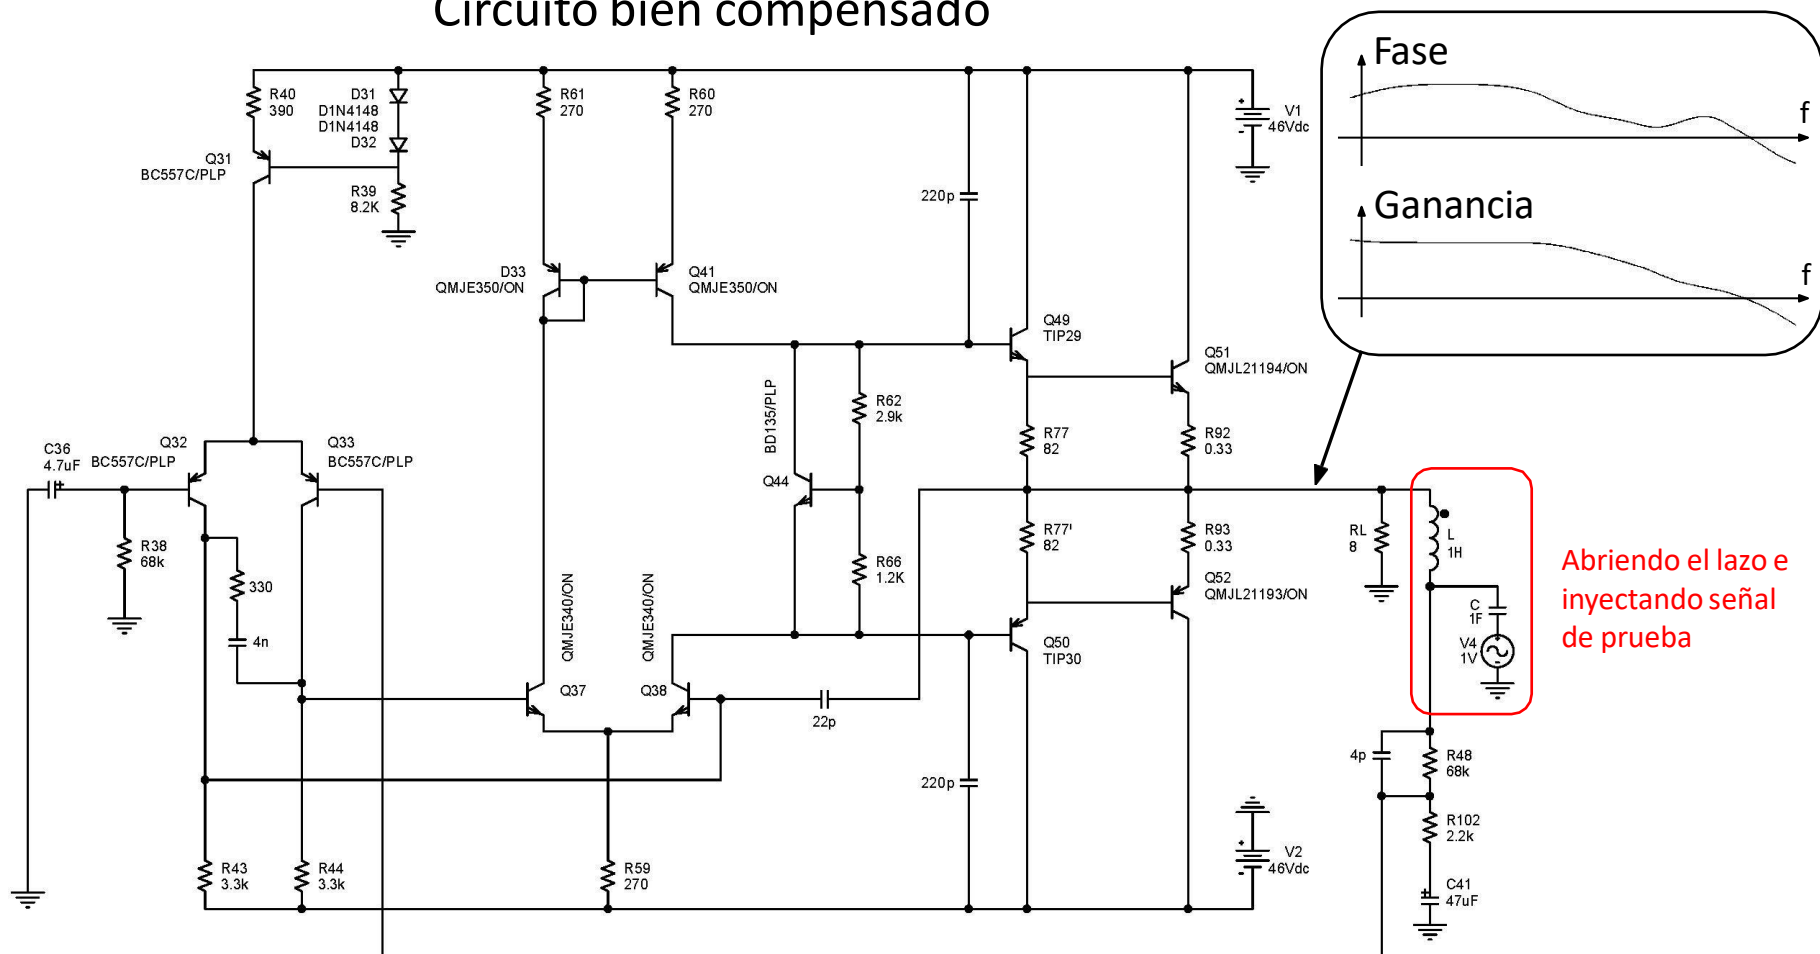 Circuito bien compensado
Fase
f
Ganancia
f
R40
390
D31
D1N4148
D1N4148
D32
R61
270
R60
270
V1
46Vdc
Q31
BC557C/PLP
R39
8.2K
220p
D33
QMJE350/ON
Q41
QMJE350/ON
Q49
TIP29
Q51
QMJL21194/ON
BD135/PLP
R62
2.9k
C36
4.7uF
Q32
BC557C/PLP
Q33
BC557C/PLP
R77
82
R92
0.33
Q44
R38
68k
330
4n
R77'
82
R93
0.33
RL
8
L
1H
R66
1.2K
Q52
QMJL21193/ON
C
1F
V4
1V
Abriendo el lazo e
inyectando señal
de prueba
QMJE340/ON
QMJE340/ON
Q50
TIP30
Q37
Q38
22p
4p
R48
68k
220p
R102
2.2k
R43
3.3k
R44
3.3k
R59
270
V2
46Vdc
C41
47uF